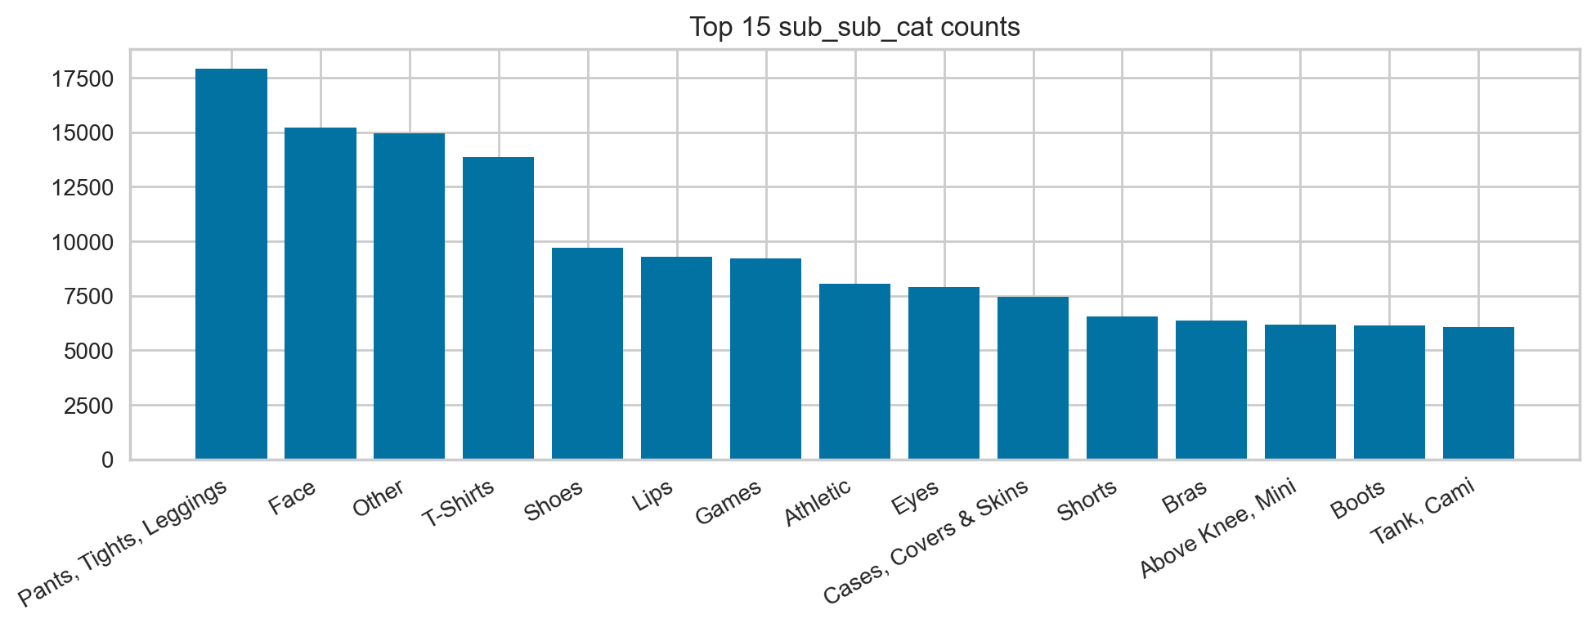 Top 15 sub_sub_cat counts
17500
15000
12500
10000
7500
5000
2500
0
Pants, Tights, Leggings
Face
Other
T-Shirts
Shoes
Lips
Games
Athletic
Eyes
Cases, Covers & Skins
Shorts
Bras
Above Knee, Mini
Boots
Tank, Cami